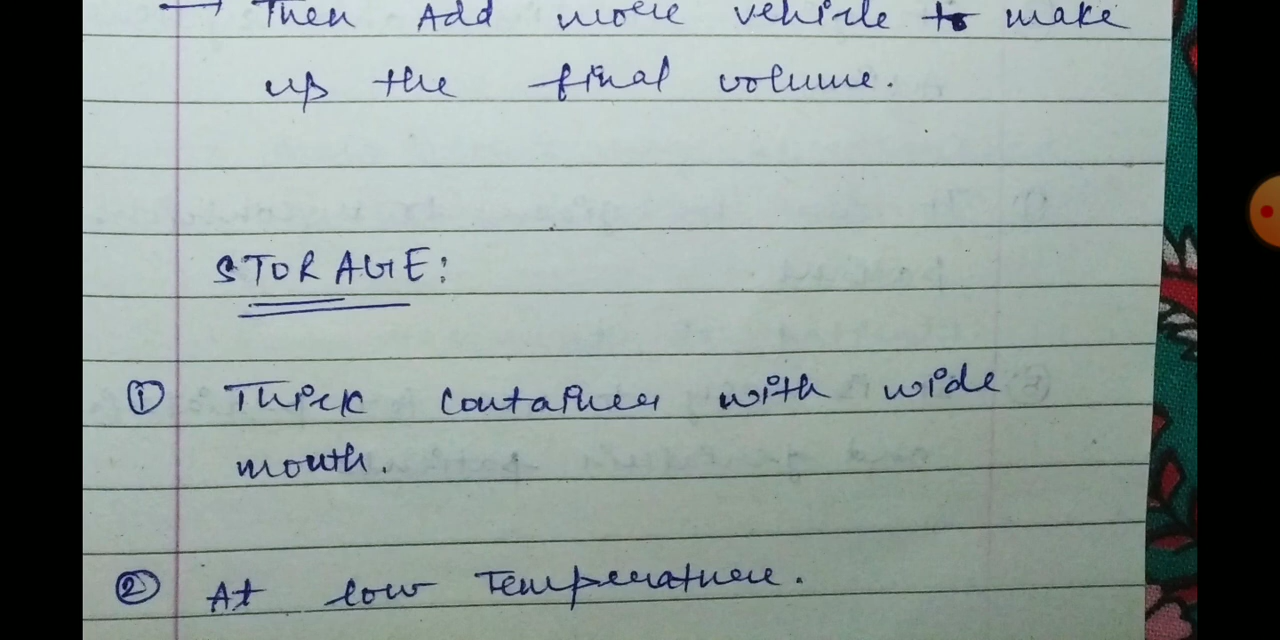 → Then Add more vehicle to make
up the final volume.
STORAGE:
① Thick container with wide
mouth.
② At low Temperature.